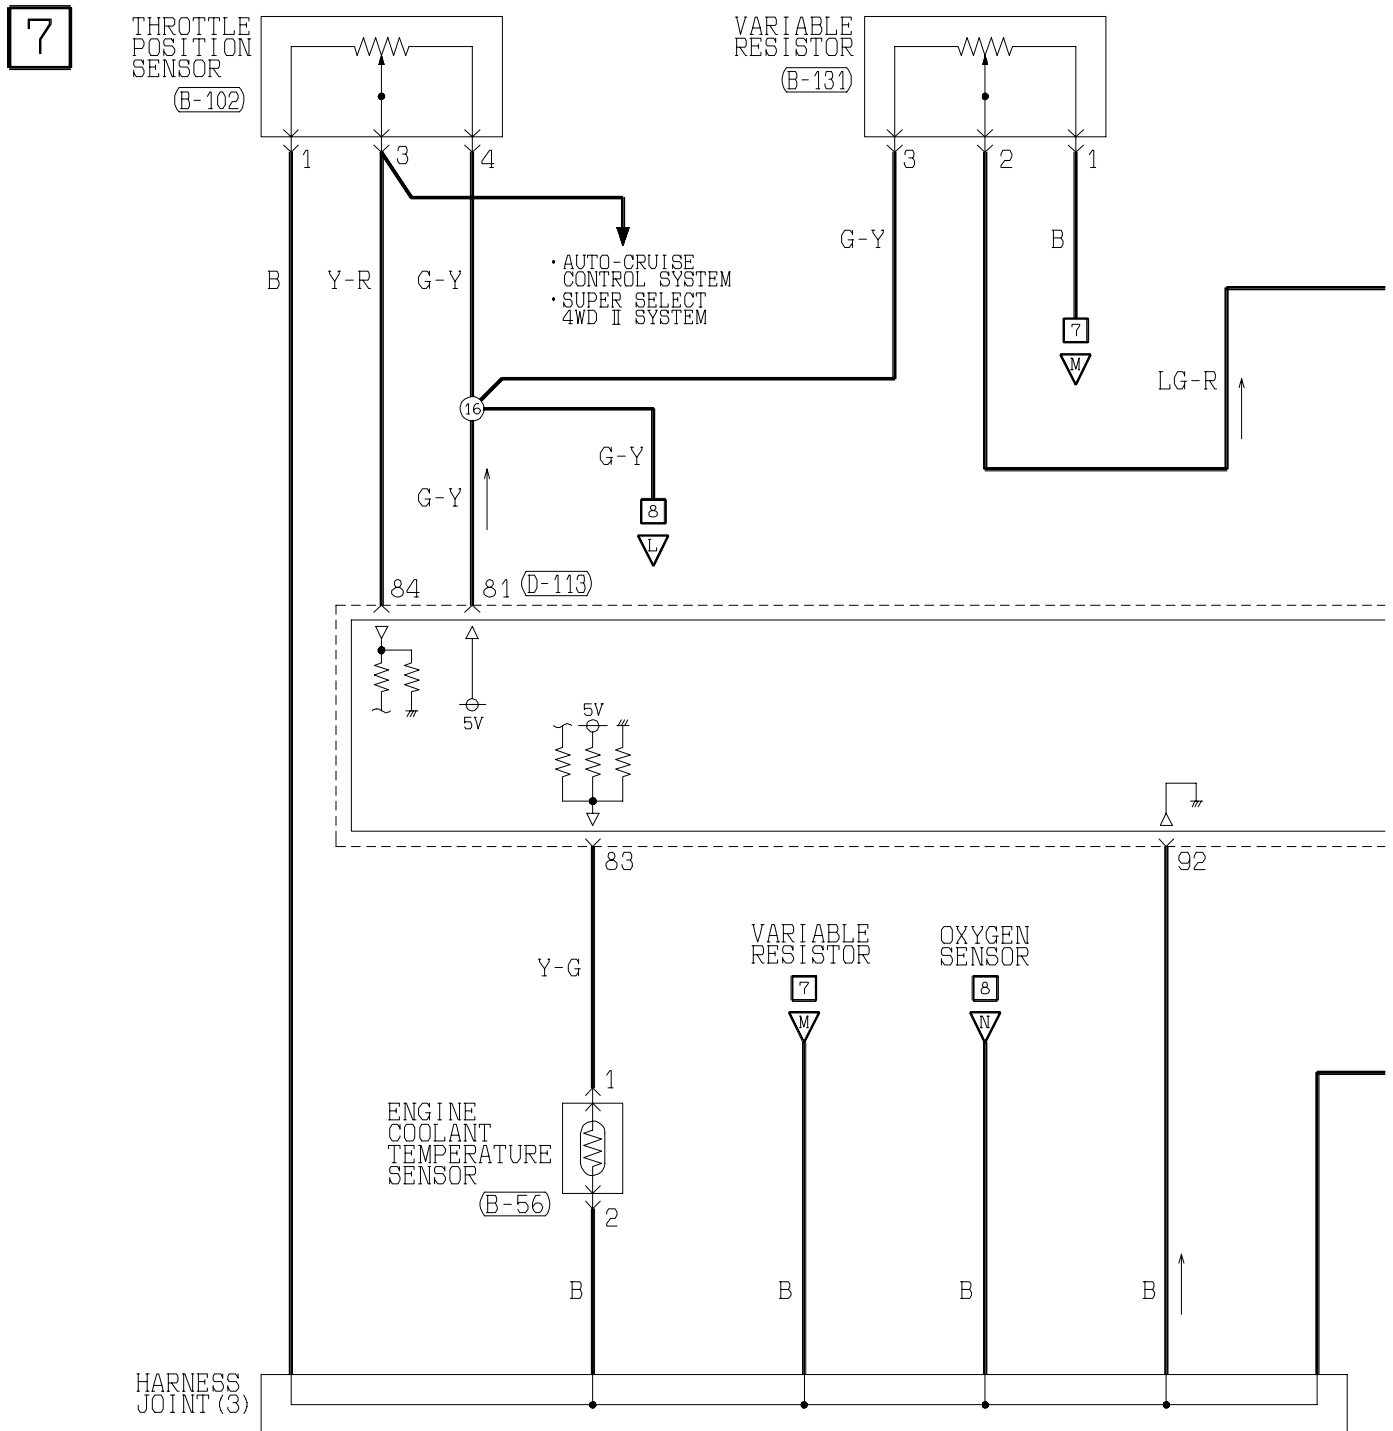 7
THROTTLE
POSITION
SENSOR
(B-102)
VARIABLE
RESISTOR
(B-131)
1
3
4
3
2
1
B
Y-R
G-Y
G-Y
B
・AUTO-CRUISE
CONTROL SYSTEM
・SUPER SELECT
4WD Ⅱ SYSTEM
7
M
LG-R
16
G-Y
G-Y
8
L
84
81
(D-113)
5V
5V
83
92
VARIABLE
RESISTOR
7
M
OXYGEN
SENSOR
8
N
Y-G
1
ENGINE
COOLANT
TEMPERATURE
SENSOR
(B-56)
2
B
B
B
B
HARNESS
JOINT(3)